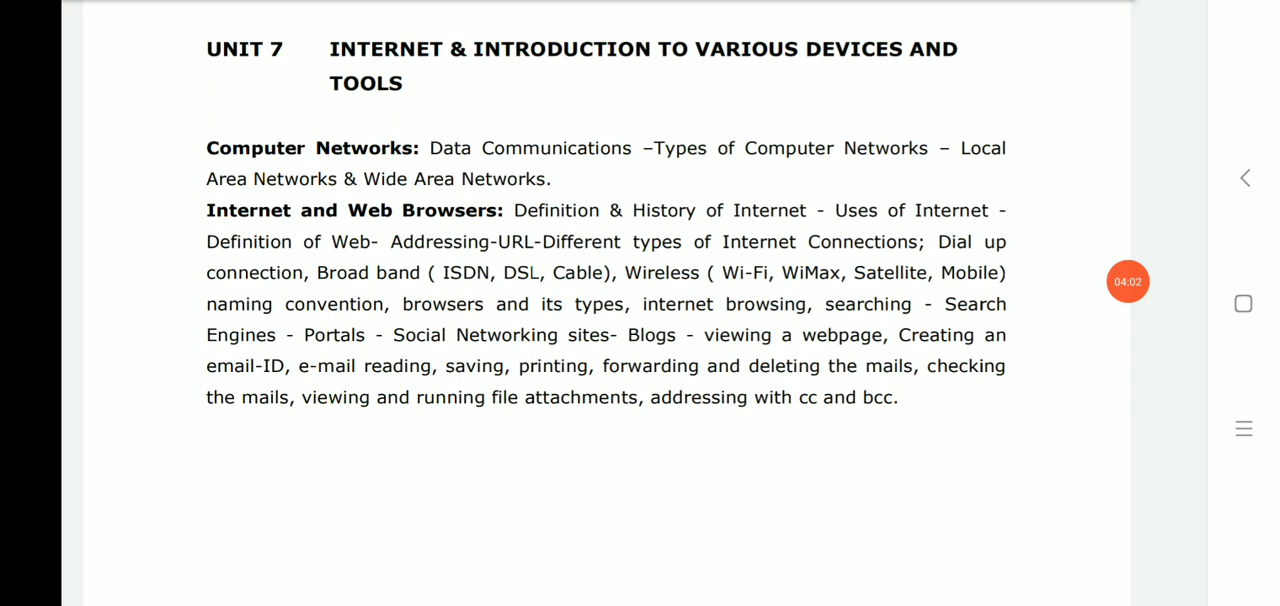 UNIT 7 INTERNET & INTRODUCTION TO VARIOUS DEVICES AND
TOOLS
Computer Networks: Data Communications –Types of Computer Networks – Local
Area Networks & Wide Area Networks.
Internet and Web Browsers: Definition & History of Internet - Uses of Internet -
Definition of Web- Addressing-URL-Different types of Internet Connections; Dial up
connection, Broad band ( ISDN, DSL, Cable), Wireless ( Wi-Fi, WiMax, Satellite, Mobile)
naming convention, browsers and its types, internet browsing, searching - Search
Engines - Portals - Social Networking sites- Blogs - viewing a webpage, Creating an
email-ID, e-mail reading, saving, printing, forwarding and deleting the mails, checking
the mails, viewing and running file attachments, addressing with cc and bcc.
04:02